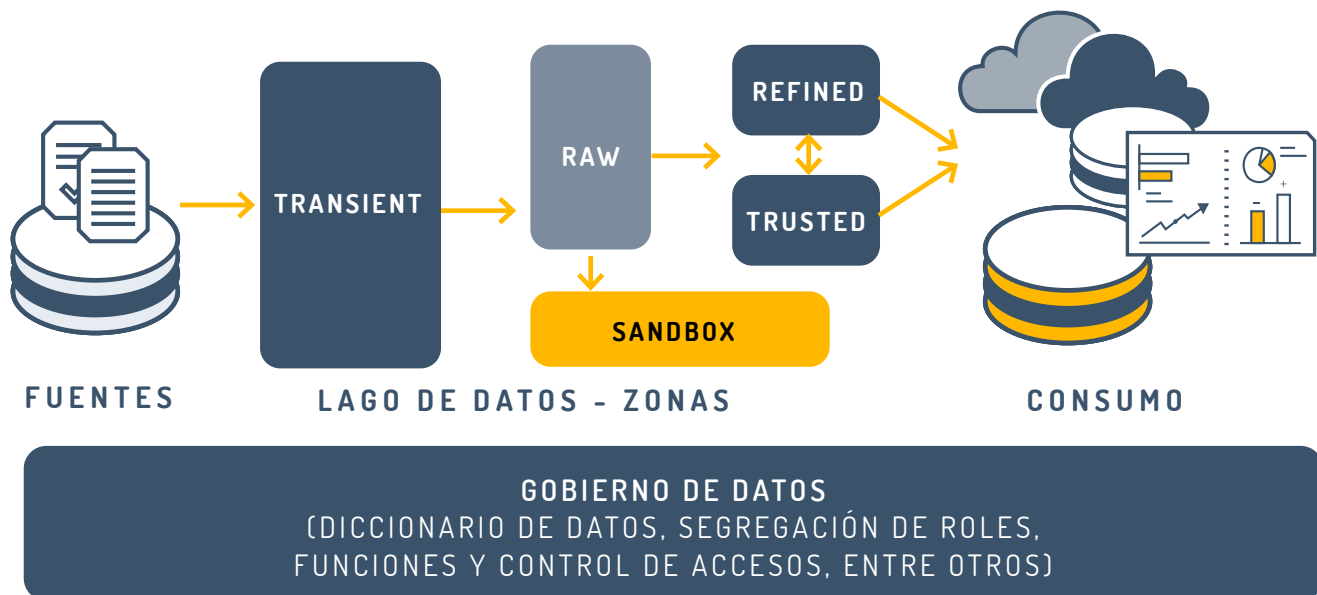 REFINED
RAW
TRANSIENT
TRUSTED
SANDBOX
FUENTES
LAGO DE DATOS - ZONAS
CONSUMO
GOBIERNO DE DATOS
(DICCIONARIO DE DATOS, SEGREGACIÓN DE ROLES,
FUNCIONES Y CONTROL DE ACCESOS, ENTRE OTROS)